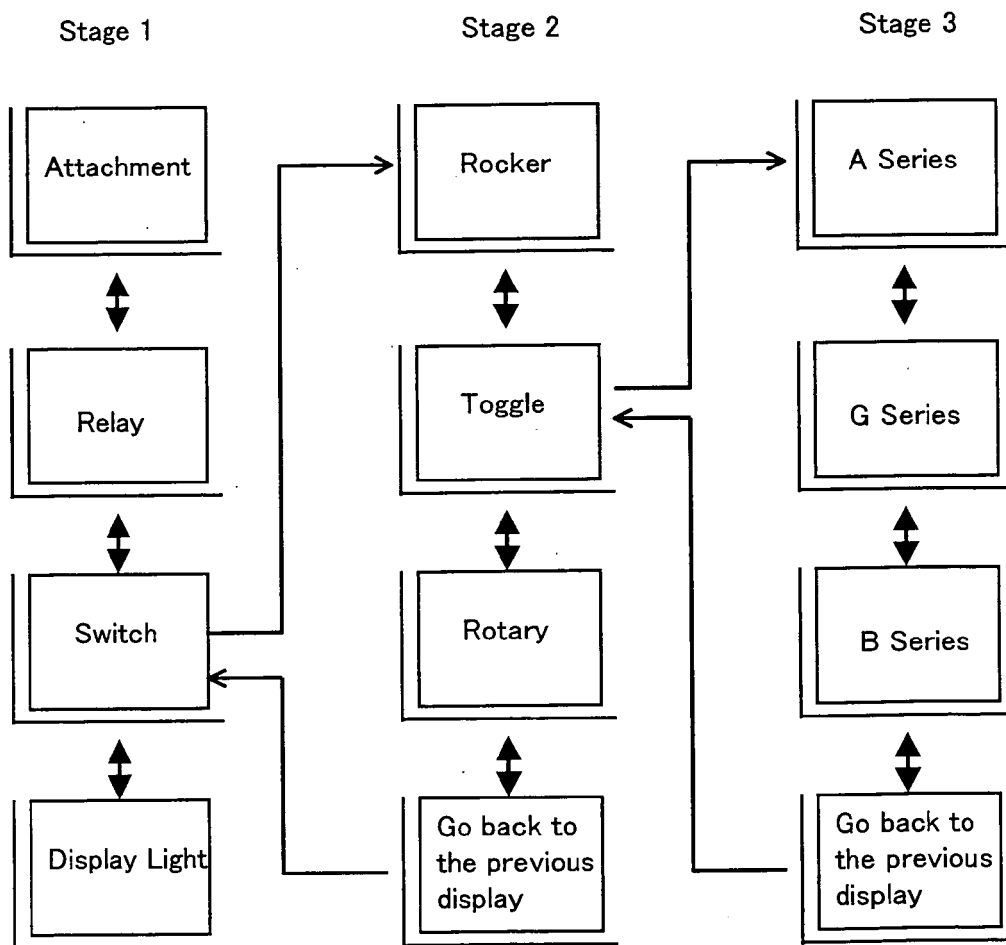 Stage 1
Stage 2
Stage 3
Attachment
Rocker
A Series
Relay
Toggle
G Series
Switch
Rotary
B Series
Display Light
Go back to
the previous
display
Go back to
the previous
display